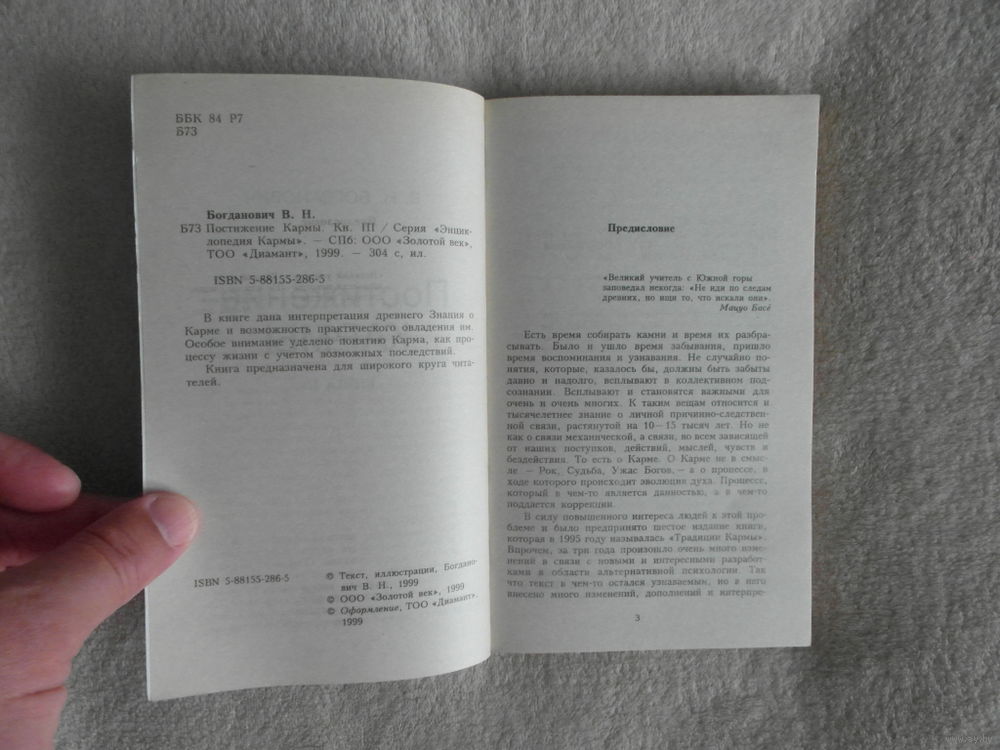 ББК 84 Р7
Б73
Богданович В. Н.
Б73 Постижение Кармы. Кн. III / Серия «Энцик-
лопедия Кармы». — СПб: ООО «Золотой век»,
ТОО «Диамант», 1999. — 304 с, ил.
ISBN 5-88155-286-5
В книге дана интерпретация древнего Знания о
Карме и возможность практического овладения им.
Особое внимание уделено понятию Карма, как про-
цессу жизни с учетом возможных последствий.
Книга предназначена для широкого круга чита-
телей.
ISBN 5-88155-286-5
© Текст, иллюстрации, Богдано-
вич В. Н., 1999
© ООО «Золотой век», 1999
© Оформление, ТОО «Диамант»,
1999
Предисловие
«Великий учитель с Южной горы
заповедал некогда: «Не иди по следам
древних, но ищи то, что искали они».
Мацуо Басё
Есть время собирать камни и время их разбра-
сывать. Было и ушло время забывания, пришло
время воспоминания и узнавания. Не случайно по-
нятия, которые, казалось бы, должны быть забыты
давно и надолго, всплывают в коллективном под-
сознании. Всплывают и становятся важными для
очень и очень многих. К таким вещам относится и
тысячелетнее знание о личной причинно-следствен-
ной связи, растянутой на 10—15 тысяч лет. Но не
как о связи механической, а связи, во всем зависящей
от наших поступков, действий, мыслей, чувств и
бездействия. То есть о Карме. О Карме не в смыс-
ле — Рок, Судьба, Ужас Богов, — а о процессе, в
ходе которого происходит эволюция духа. Процессе,
который в чем-то является данностью, а в чем-то
поддается коррекции.
В силу повышенного интереса людей к этой про-
блеме и было предпринято шестое издание книги,
которая в 1995 году называлась «Традиции Кармы».
Впрочем, за три года произошло очень много изме-
нений в связи с новыми и интересными разработ-
ками в области альтернативной психологии. Так
что текст в чем-то остался узнаваемым, но в него
внесено много изменений, дополнений и интерпре-
3
www.ay.by